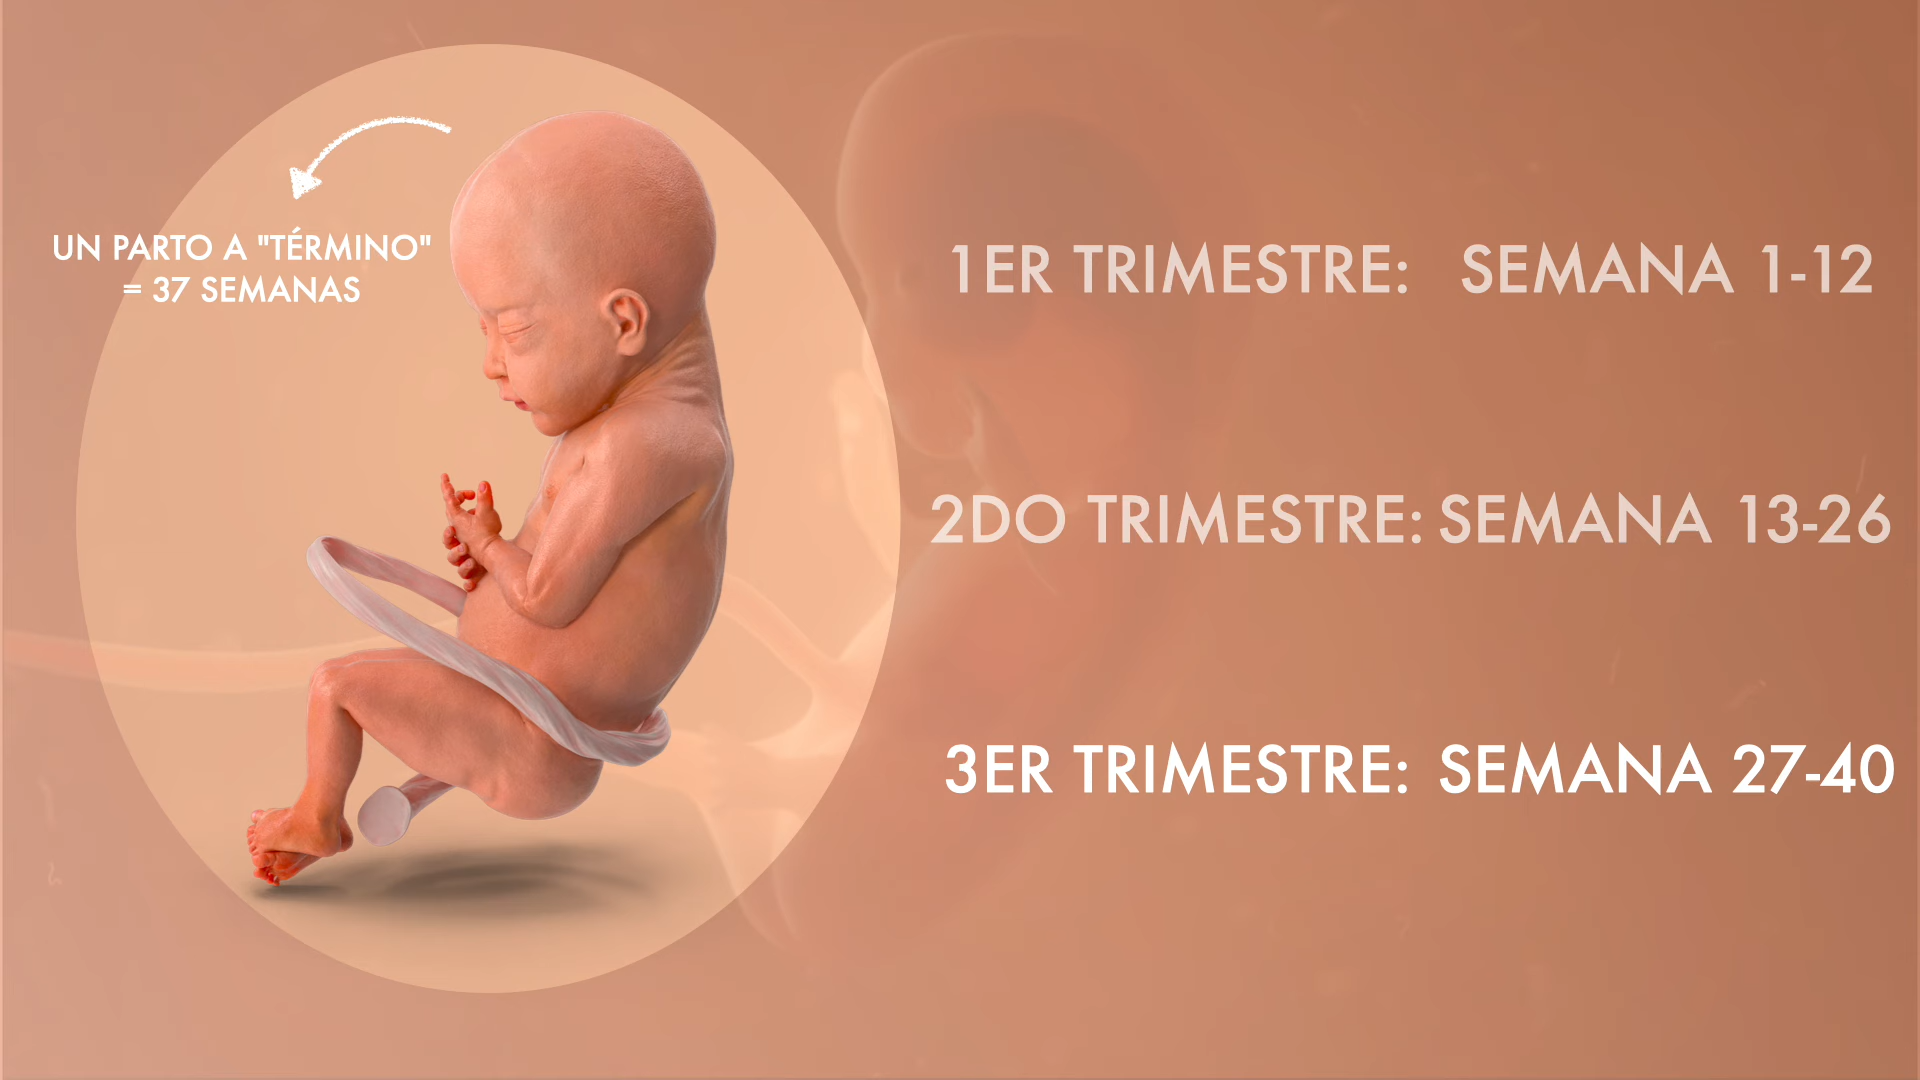 UN PARTO A "TÉRMINO"
= 37 SEMANAS
1ER TRIMESTRE: SEMANA 1-12
2DO TRIMESTRE: SEMANA 13-26
3ER TRIMESTRE: SEMANA 27-40